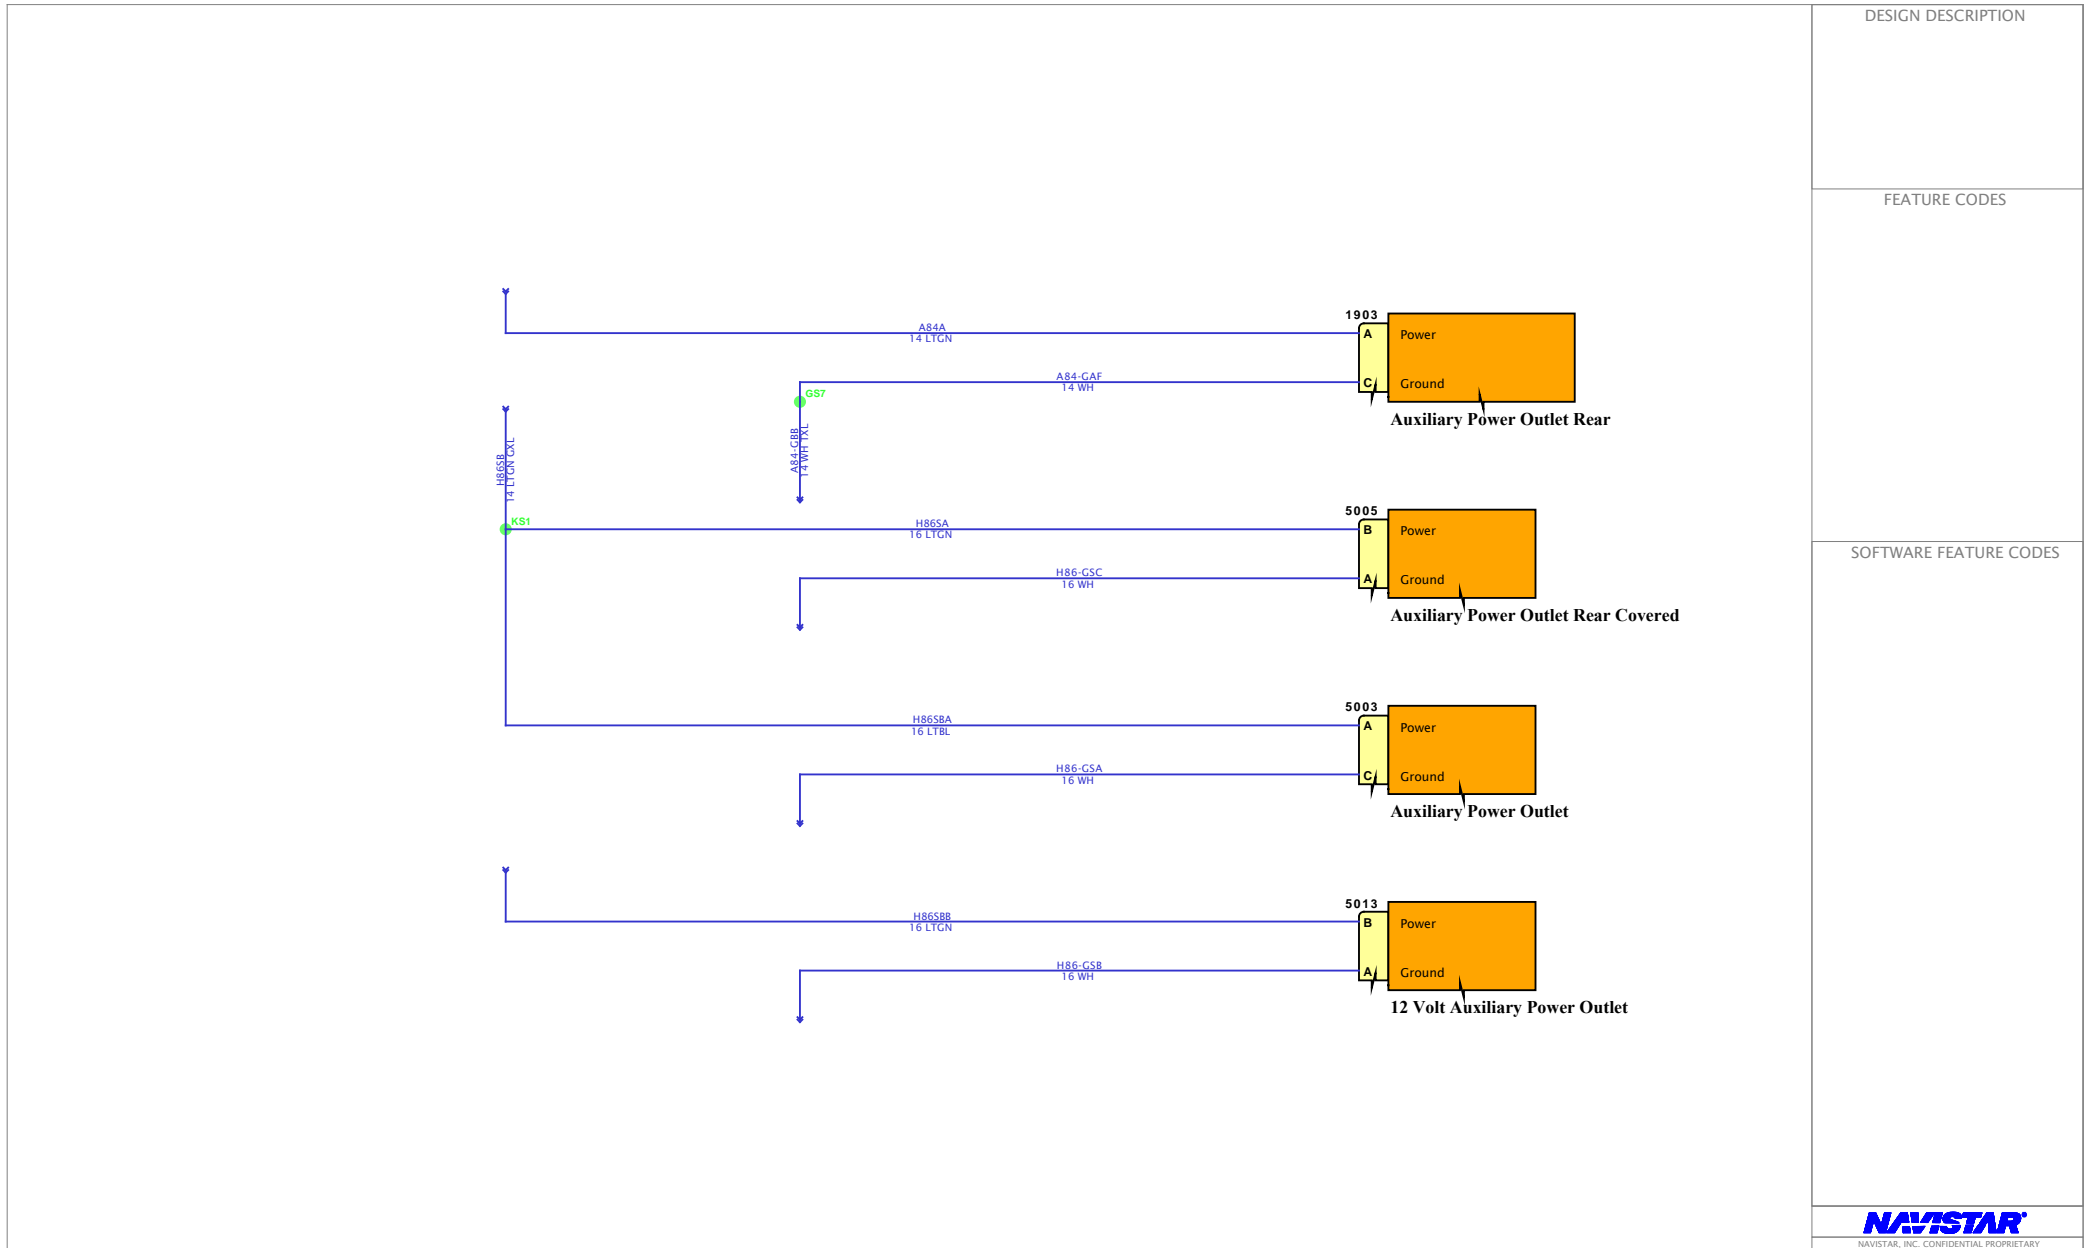 DESIGN DESCRIPTION
FEATURE CODES
SOFTWARE FEATURE CODES
1903
A84A
14 LTGN
A
Power
A84-GAF
14 WH
C
Ground
GS7
Auxiliary Power Outlet Rear
A84-GBB
14 WH TXL
H86SB
14 LTGN GXL
KS1
5005
H86SA
16 LTGN
B
Power
H86-GSC
16 WH
A
Ground
Auxiliary Power Outlet Rear Covered
5003
H86SBA
16 LTBL
A
Power
H86-GSA
16 WH
C
Ground
Auxiliary Power Outlet
5013
H86SBB
16 LTGN
B
Power
H86-GSB
16 WH
A
Ground
12 Volt Auxiliary Power Outlet
NAVISTAR®
NAVISTAR, INC. CONFIDENTIAL PROPRIETARY